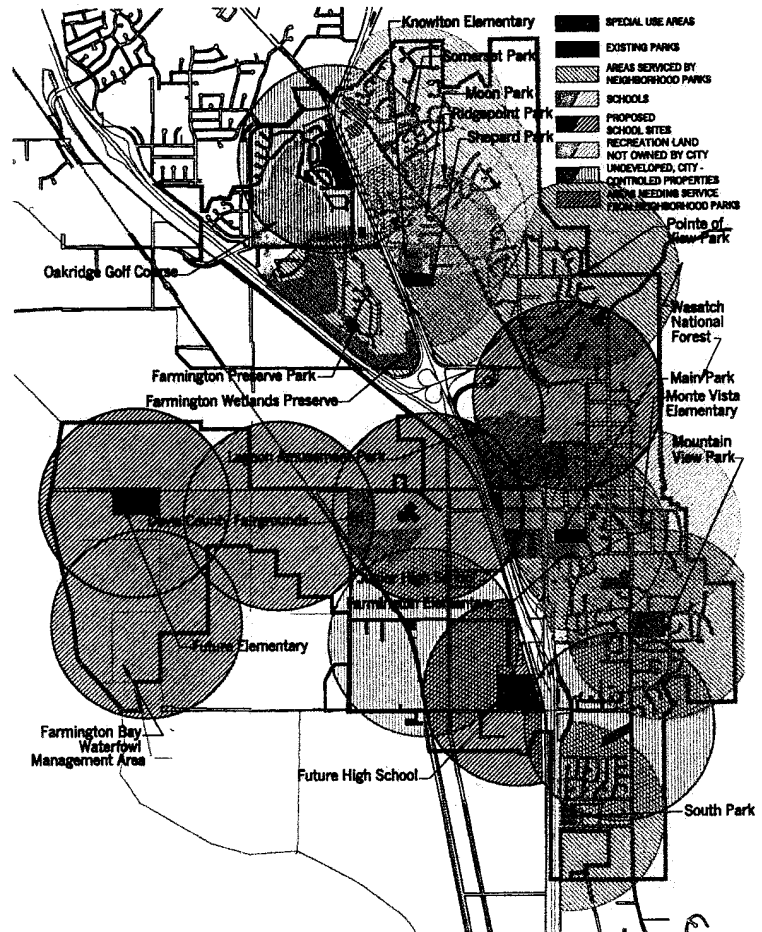 Knowlton Elementary
Somerset Park
Moon Park
Ridgepoint Park
Shepard Park
SPECIAL USE AREAS
EXISTING PARKS
AREAS SERVICED BY
NEIGHBORHOOD PARKS
SCHOOLS
PROPOSED
SCHOOL SITES
RECREATION LAND
NOT OWNED BY CITY
UNDEVELOPED, CITY -
CONTROLED PROPERTIES
AREAS NEEDING SERVICE
FROM NEIGHBORHOOD PARKS
Pointe of
View Park
Oakridge Golf Course
Wasatch
National
Forest
Farmington Preserve Park
Farmington Wetlands Preserve
Main Park
Monte Vista
Elementary
Mountain
View Park
Lagoon Amusement Park
Davis County Fairgrounds
Farmington Elementary
Future Elementary
Farmington Bay
Waterfowl
Management Area
Future High School
South Park